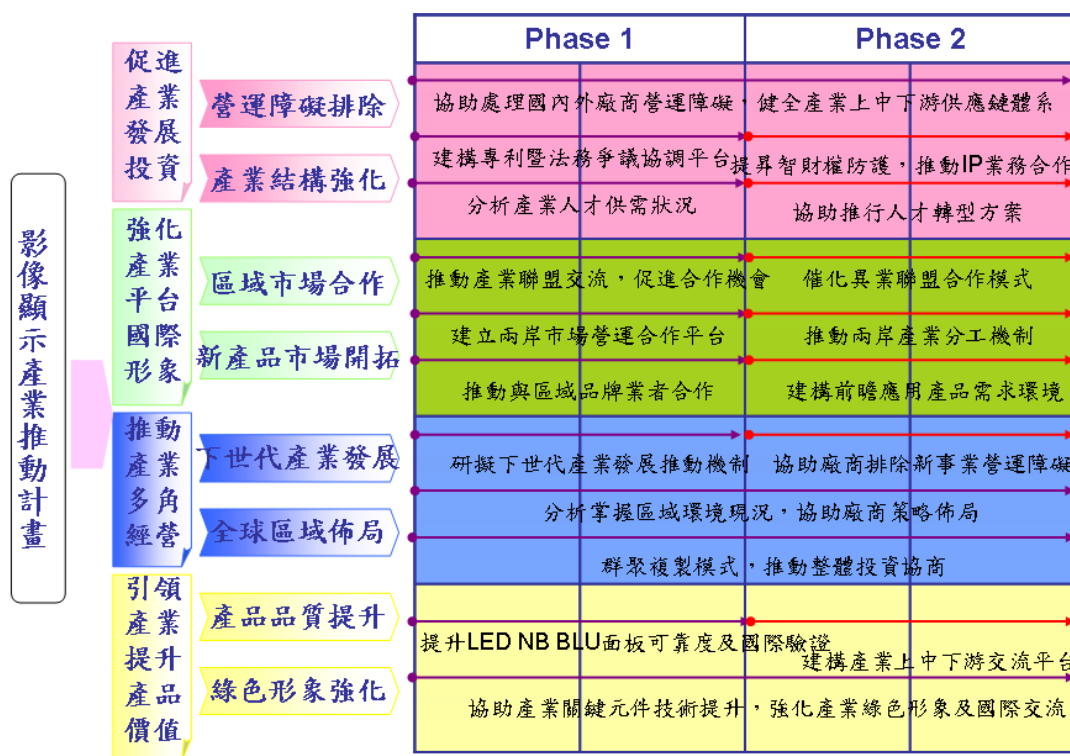 Phase 1
Phase 2
影像顯示產業推動計畫
促進
產業
發展
投資
營運障礙排除
產業結構強化
協助處理國內外廠商營運障礙，健全產業上中下游供應鏈體系
建構專利暨法務爭議協調平台
提昇智財權防護，推動IP業務合作
分析產業人才供需狀況
協助推行人才轉型方案
強化
產業
平台
國際
形象
區域市場合作
新產品市場開拓
推動產業聯盟交流，促進合作機會
催化異業聯盟合作模式
建立兩岸市場營運合作平台
推動兩岸產業分工機制
推動與區域品牌業者合作
建構前瞻應用產品需求環境
推動
產業
多角
經營
下世代產業發展
全球區域佈局
研擬下世代產業發展推動機制
協助廠商排除新事業營運障礙
分析掌握區域環境現況，協助廠商策略佈局
群聚複製模式，推動整體投資協商
引領
產業
提升
產品
價值
產品品質提升
綠色形象強化
提升LED NB BLU面板可靠度及國際驗證
建構產業上中下游交流平台
協助產業關鍵元件技術提升，強化產業綠色形象及國際交流